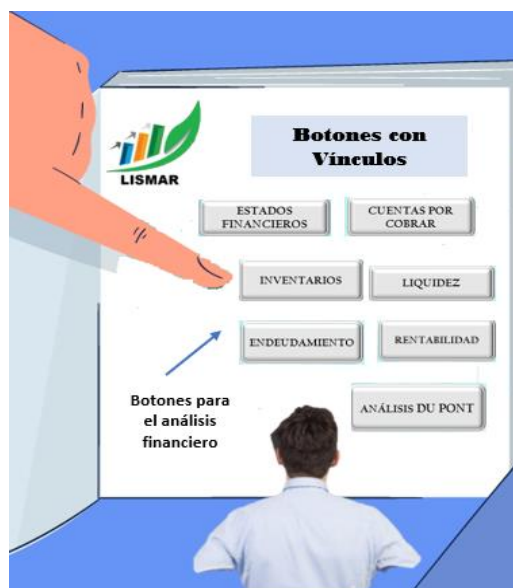 LISMAR
Botones con
Vínculos
ESTADOS
FINANCIEROS
CUENTAS POR
COBRAR
INVENTARIOS
LIQUIDEZ
ENDEUDAMIENTO
RENTABILIDAD
Botones para
el análisis
financiero
ANÁLISIS DU PONT